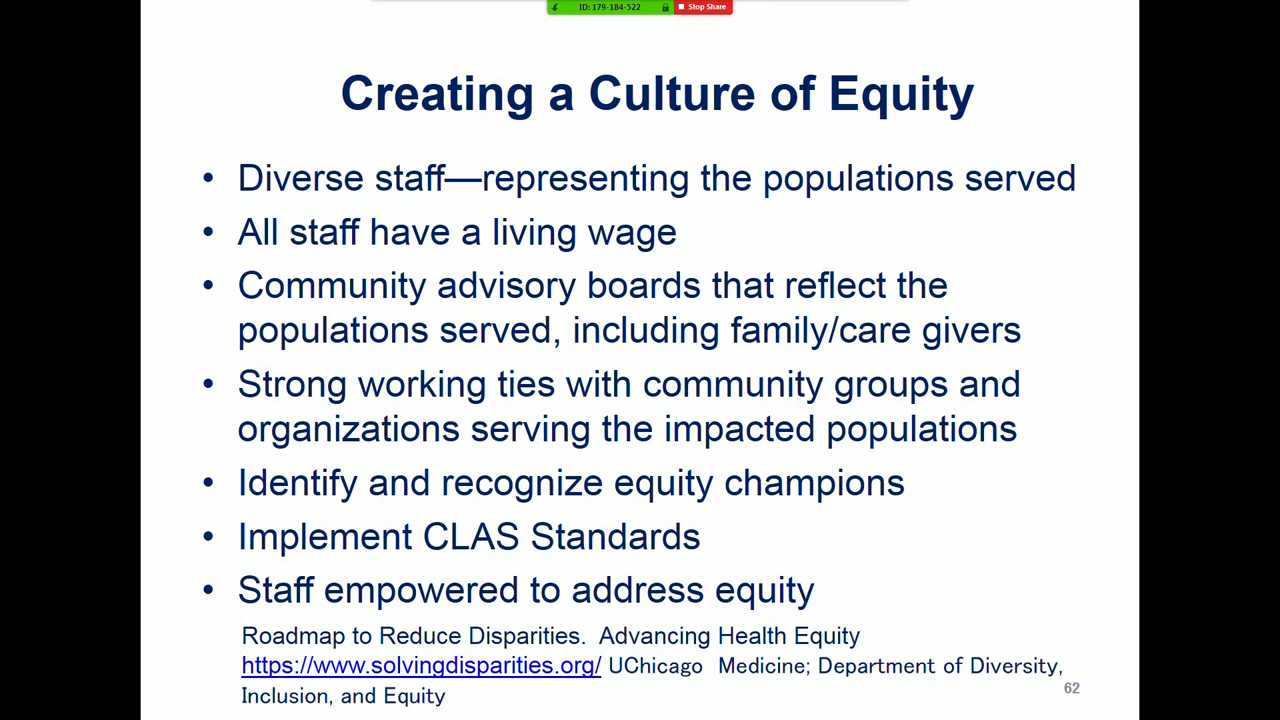 ID: 179-184-522 Stop Share
Creating a Culture of Equity
• Diverse staff—representing the populations served
• All staff have a living wage
• Community advisory boards that reflect the
populations served, including family/care givers
• Strong working ties with community groups and
organizations serving the impacted populations
• Identify and recognize equity champions
• Implement CLAS Standards
• Staff empowered to address equity
Roadmap to Reduce Disparities.  Advancing Health Equity
https://www.solvingdisparities.org/ UChicago  Medicine; Department of Diversity,
Inclusion, and Equity
62